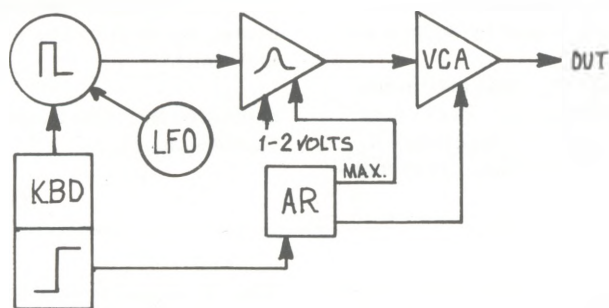 VCA
OUT
LFO
1-2 VOLTS
MAX.
KBD
AR